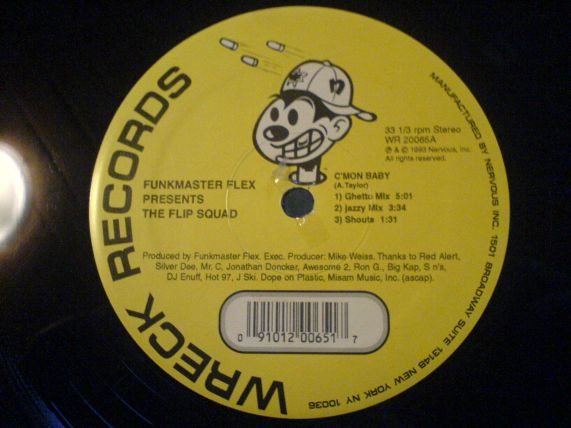 WRECK RECORDS
FUNKMASTER FLEX
PRESENTS
THE FLIP SQUAD
33 1/3 rpm Stereo
WR 20065A
℗ & © 1993 Nervous, Inc.
All rights reserved.
C'MON BABY
(A.Taylor)
1) Ghetto Mix 5:01
2) jazzy Mix 3:34
3) Shouts 1:31
Produced by Funkmaster Flex. Exec. Producer: Mike Weiss. Thanks to Red Alert,
Silver Dee, Mr. C, Jonathan Doncker, Awesome 2, Ron G., Big Kap, S n's,
DJ Enuff, Hot 97, J Ski. Dope on Plastic, Misam Music, Inc. (ascap).
0 91012 00651 7
MANUFACTURED BY NERVOUS INC. 1501 BROADWAY SUITE 1314B NEW YORK NY 10036